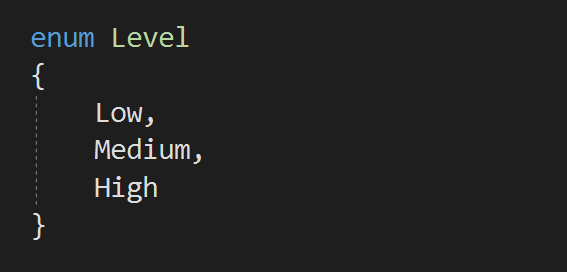 enum Level
{
    Low,
    Medium,
    High
}